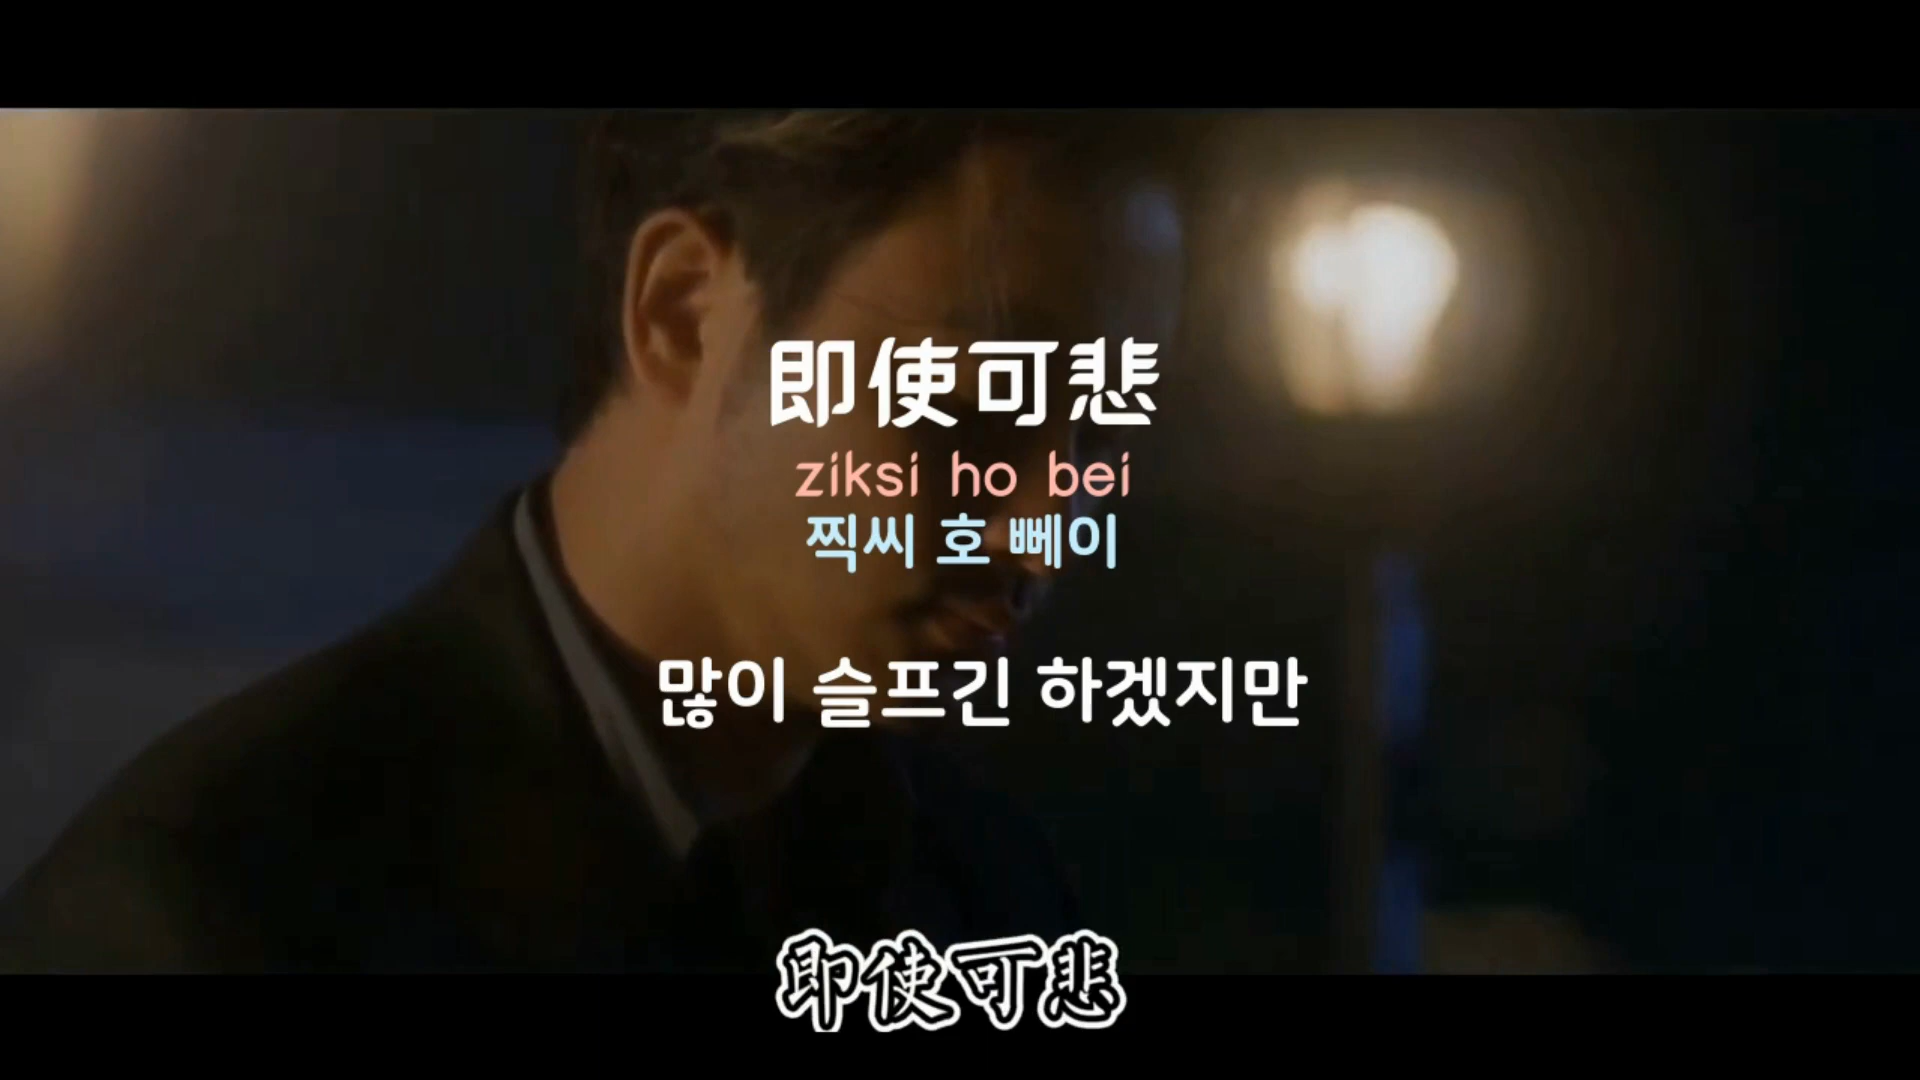 即使可悲
ziksi ho bei
찍씨 호 뻬이
많이 슬프긴 하겠지만
即使可悲